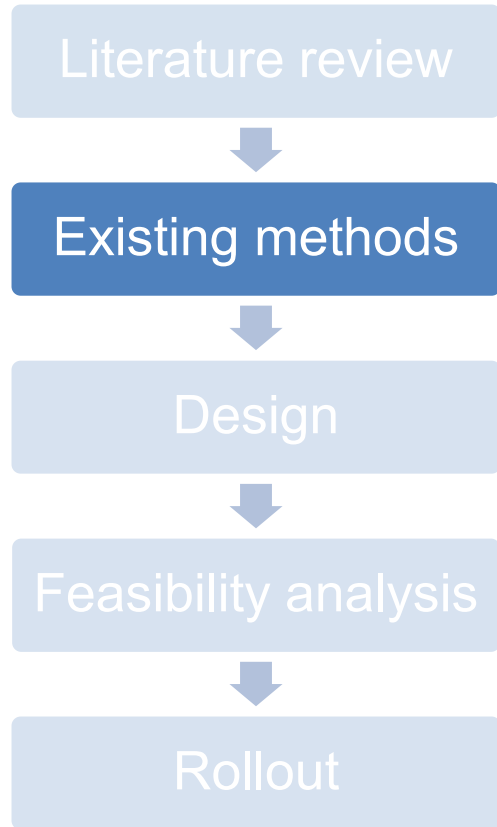 Literature review
Existing methods
Design
Feasibility analysis
Rollout